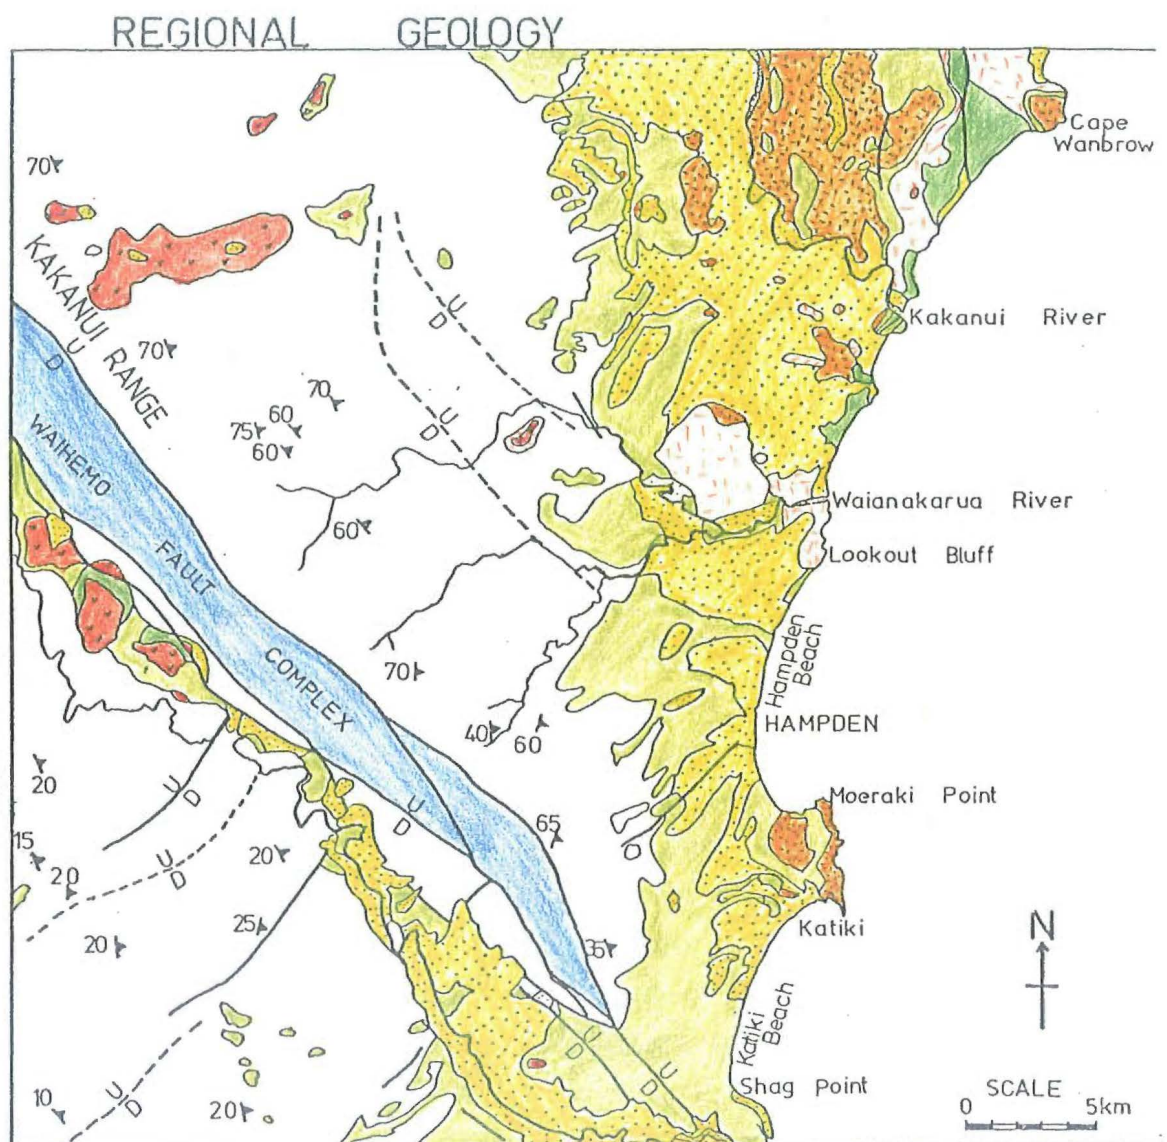 REGIONAL GEOLOGY
Cape
Wanbrow
70
KAKANUI RANGE
U
D
Kakanui River
U
D
70
70
60
75
60
U
D
WAIHEMO FAULT COMPLEX
Waianakarua River
60
Lookout Bluff
Hampden
Beach
70
HAMPDEN
40
60
20
U
D
U
D
Moeraki Point
65
15
20
U
D
20
25
20
Katiki
35
N
Katiki
Beach
U
D
U
D
Shag Point
SCALE
0 5km
10
U
D
20